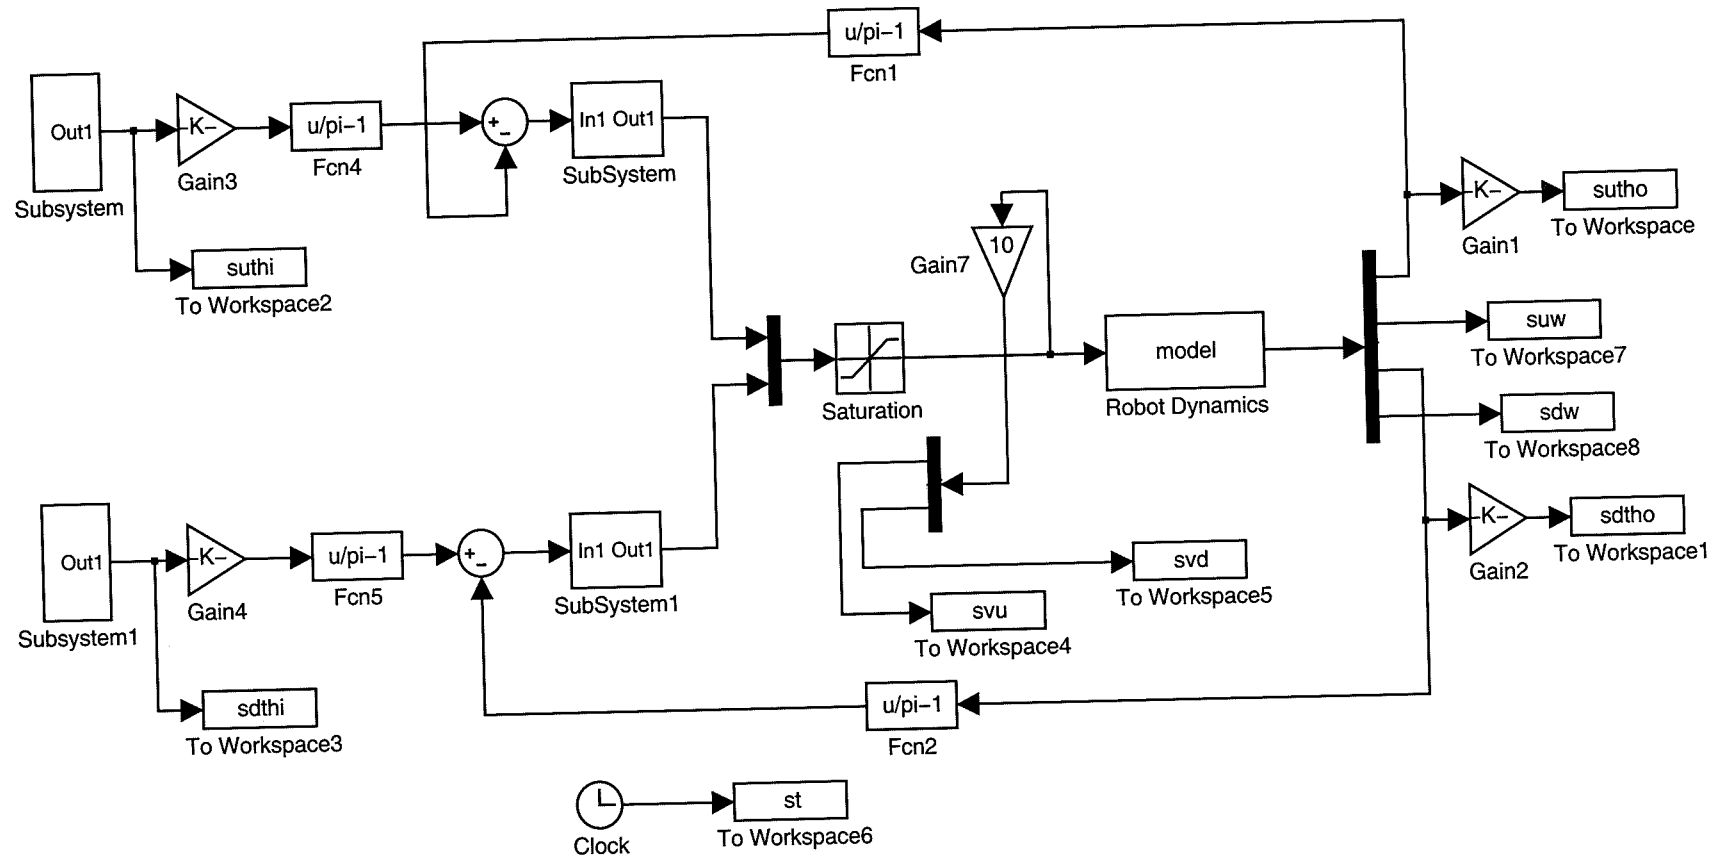 u/pi-1
Fcn1
Out1
Subsystem
-K-
Gain3
u/pi-1
Fcn4
+
-
In1 Out1
SubSystem
suthi
To Workspace2
10
Gain7
-K-
Gain1
sutho
To Workspace
Saturation
model
Robot Dynamics
suw
To Workspace7
sdw
To Workspace8
Out1
Subsystem1
-K-
Gain4
u/pi-1
Fcn5
+
-
In1 Out1
SubSystem1
-K-
Gain2
sdtho
To Workspace1
svd
To Workspace5
svu
To Workspace4
sdthi
To Workspace3
u/pi-1
Fcn2
Clock
st
To Workspace6